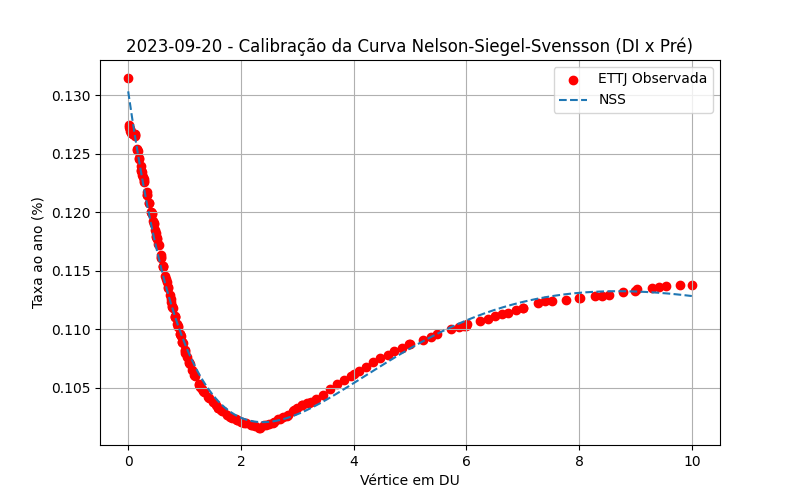 2023-09-20 - Calibração da Curva Nelson-Siegel-Svensson (DI x Pré)
ETTJ Observada
NSS
Taxa ao ano (%)
0.130
0.125
0.120
0.115
0.110
0.105
0 2 4 6 8 10
Vértice em DU